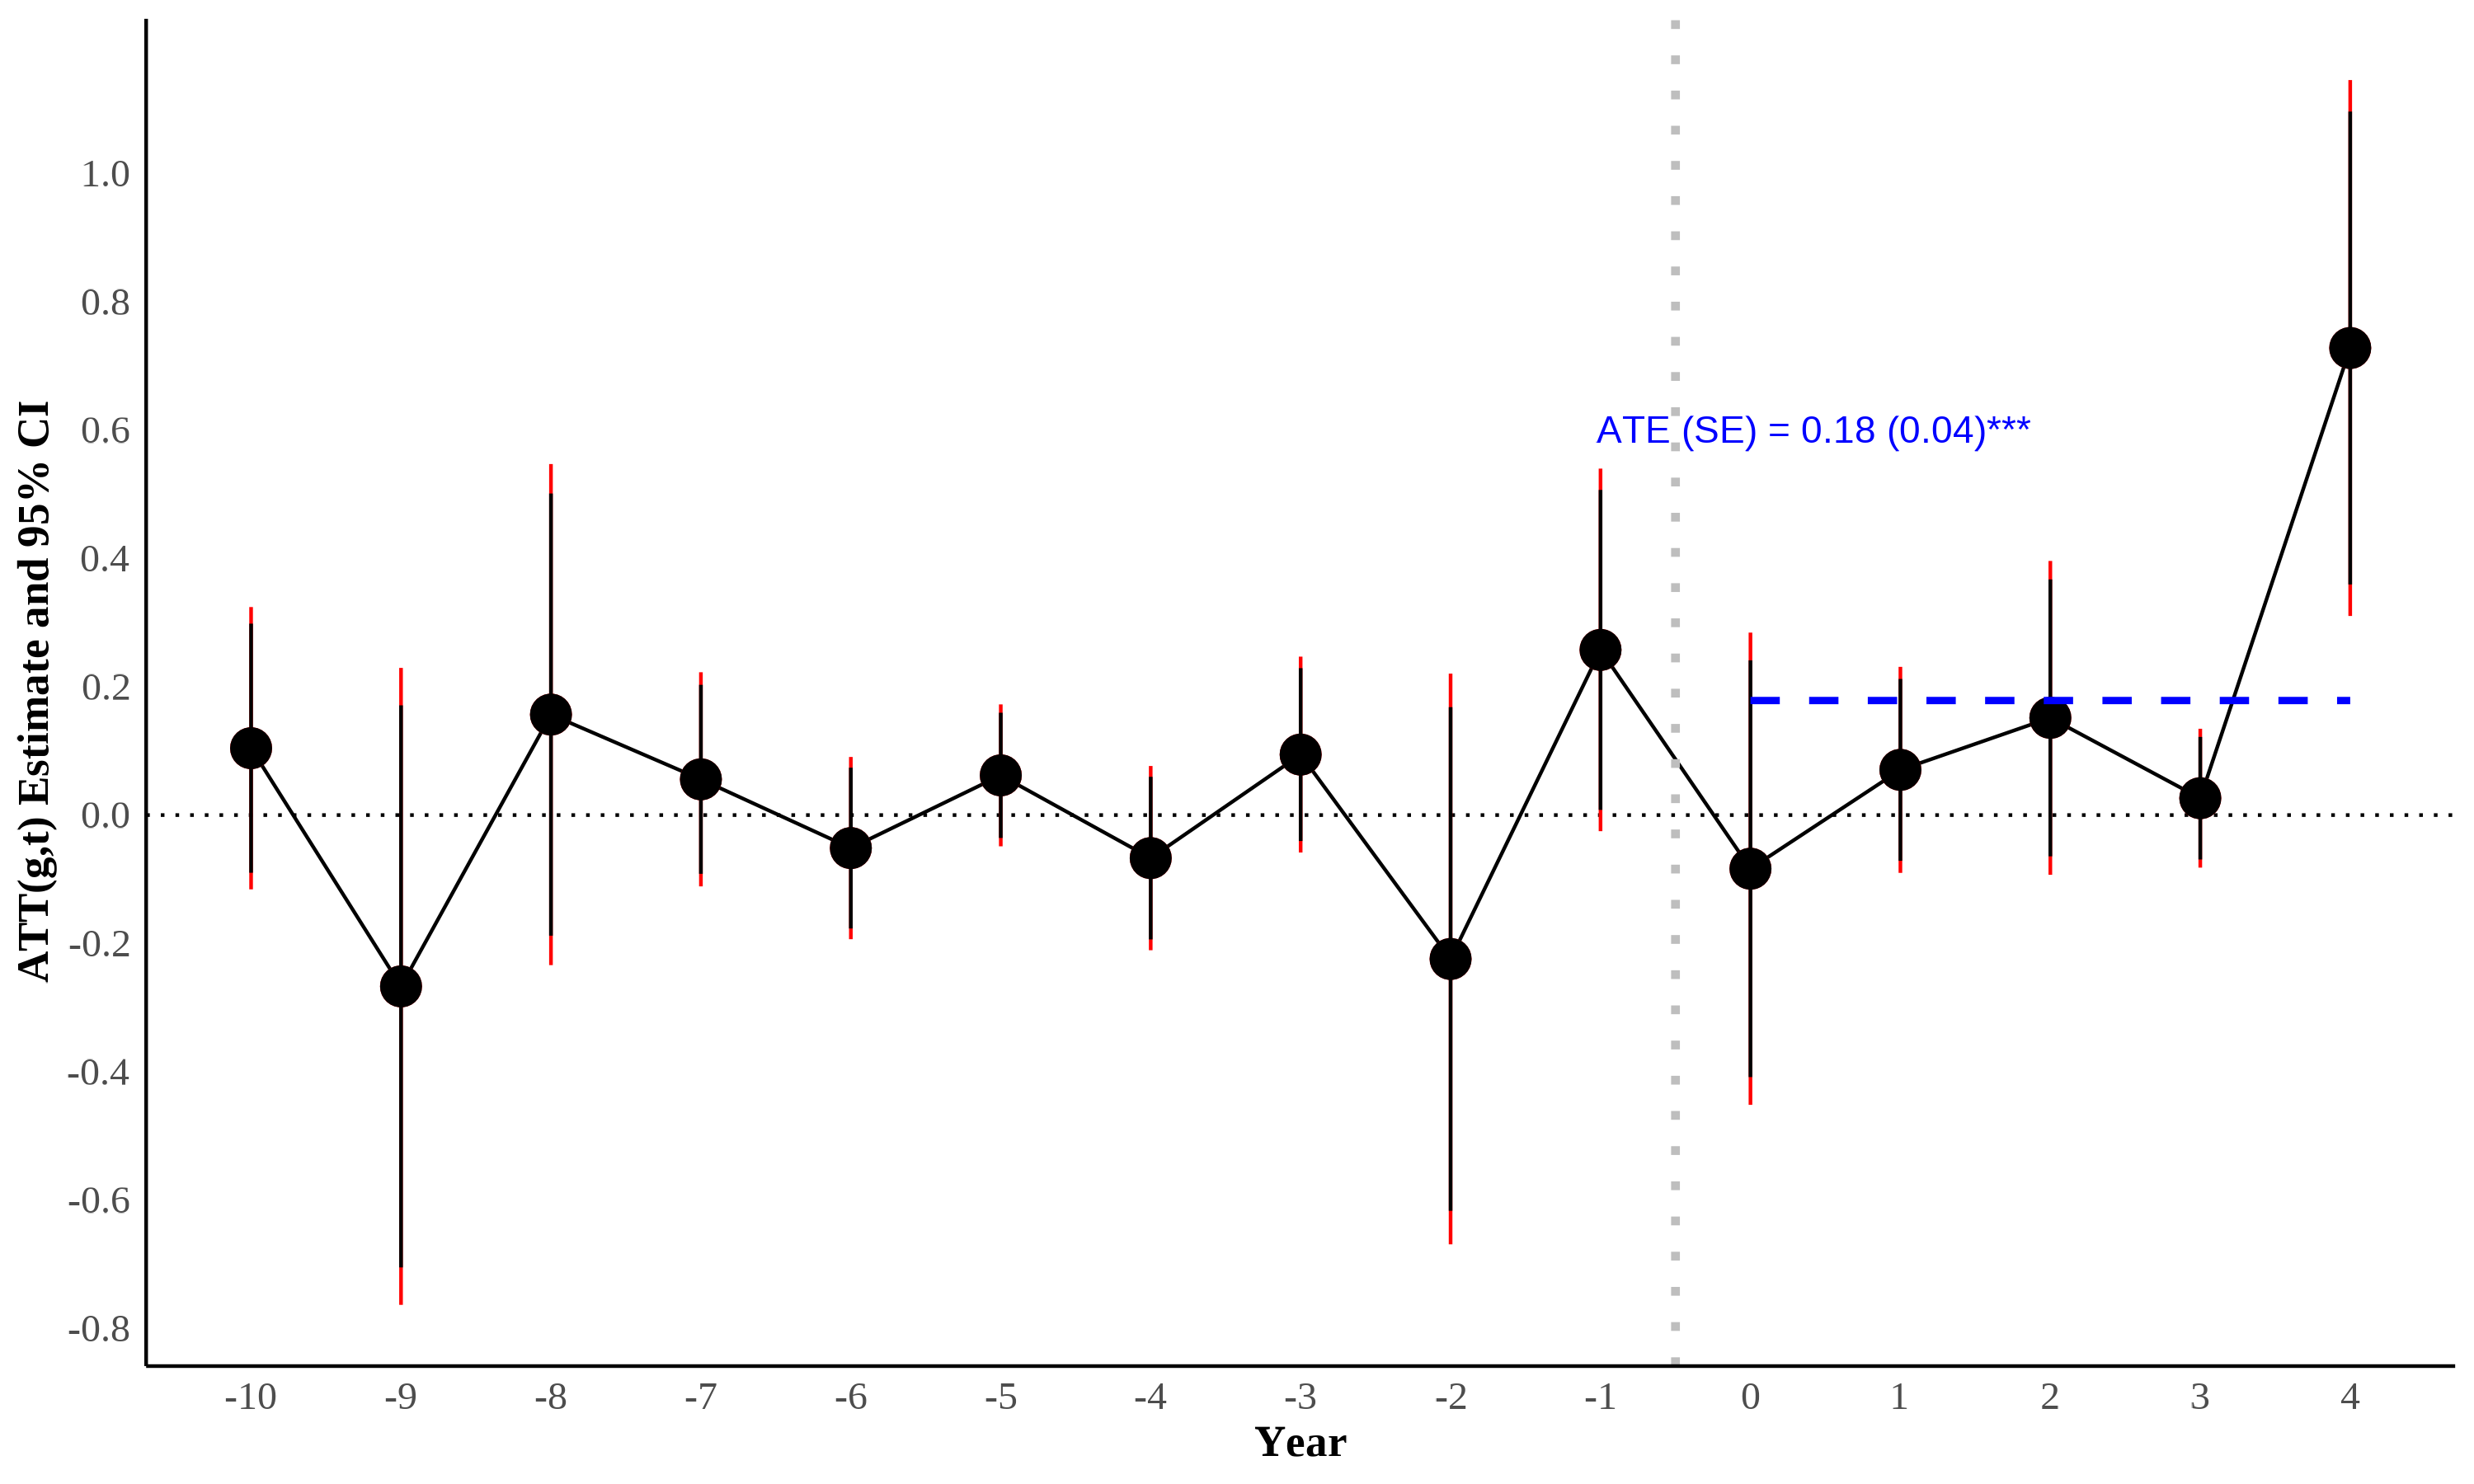 ATT(g,t) Estimate and 95% CI
1.0
0.8
0.6
0.4
0.2
0.0
-0.2
-0.4
-0.6
-0.8
ATE (SE) = 0.18 (0.04)***
-10 -9 -8 -7 -6 -5 -4 -3 -2 -1 0 1 2 3 4
Year